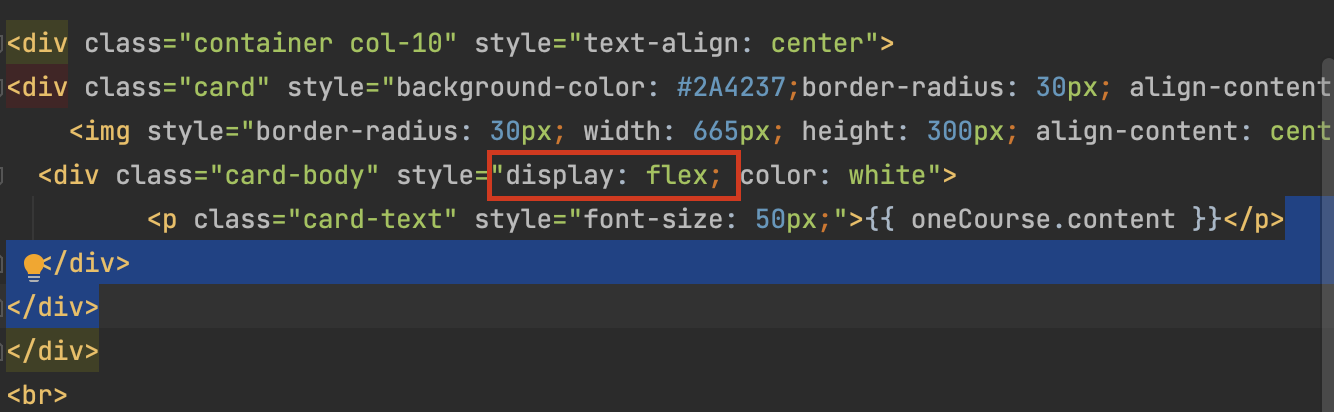 <div class="container col-10" style="text-align: center">
<div class="card" style="background-color: #2A4237;border-radius: 30px; align-content
<img style="border-radius: 30px; width: 665px; height: 300px; align-content: cent
<div class="card-body" style="display: flex; color: white">
<p class="card-text" style="font-size: 50px;">{{ oneCourse.content }}</p>
</div>
</div>
</div>
<br>